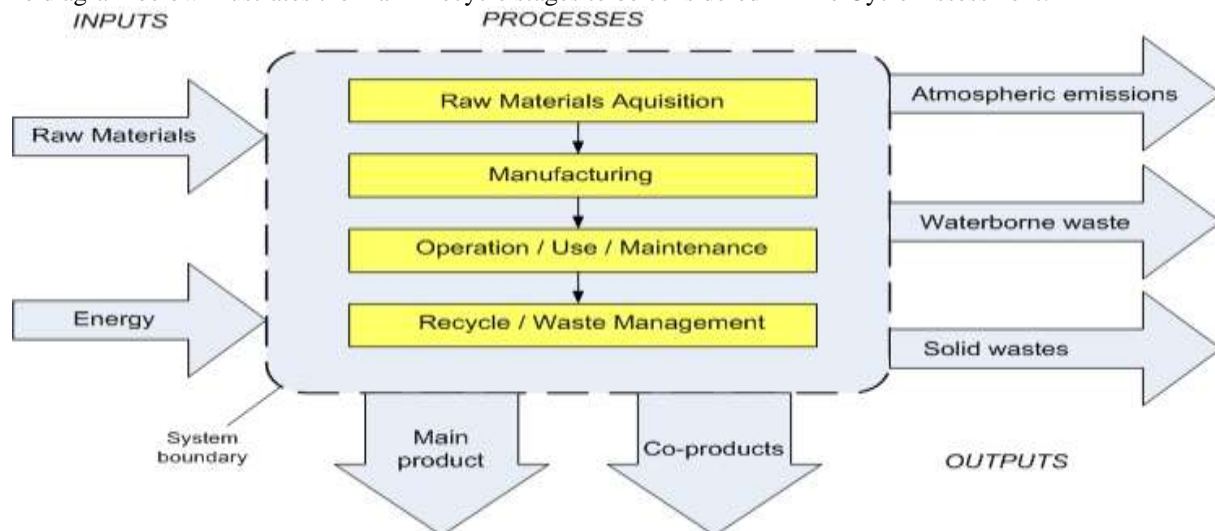 INPUTS
PROCESSES
Raw Materials Aquisition
Atmospheric emissions
Raw Materials
Manufacturing
Waterborne waste
Operation / Use / Maintenance
Energy
Recycle / Waste Management
Solid wastes
System
boundary
Main
product
Co-products
OUTPUTS